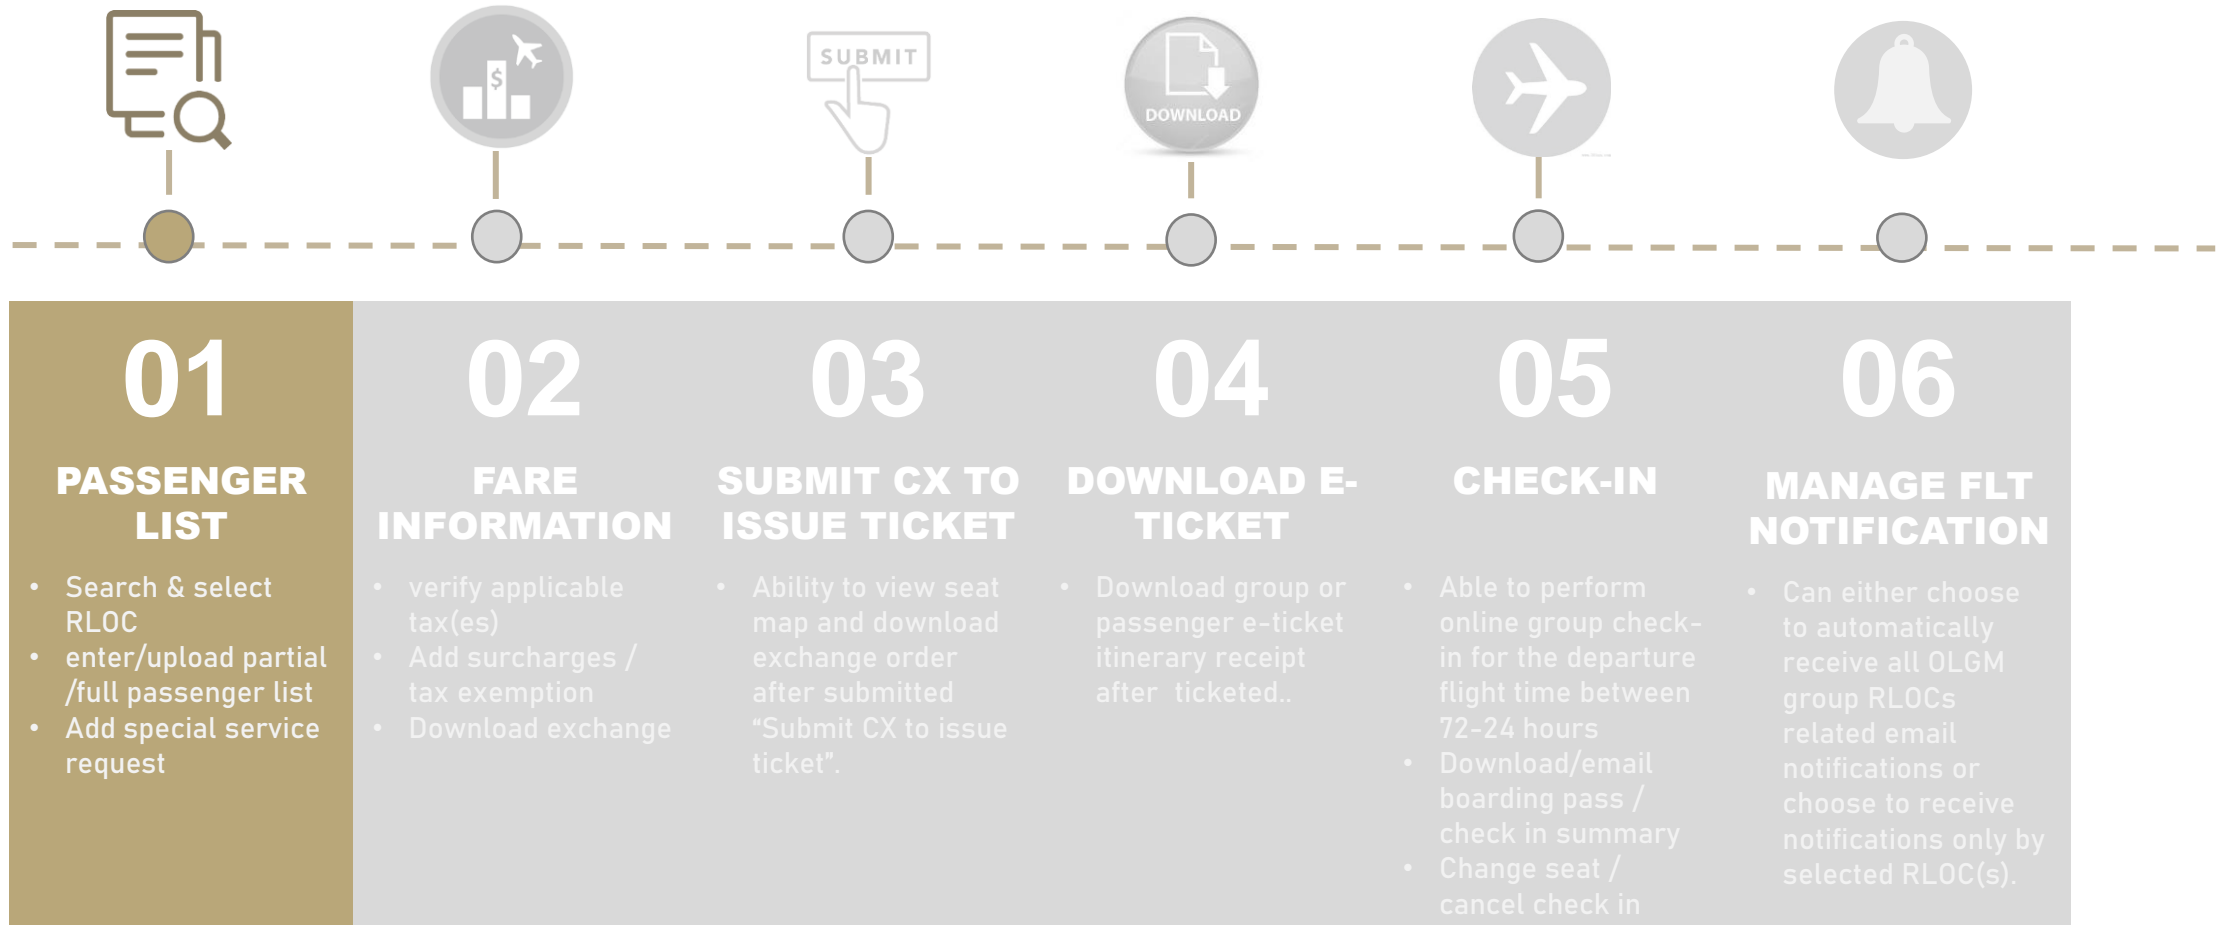 SUBMIT
DOWNLOAD
01
PASSENGER
LIST
• Search & select
RLOC
• enter/upload partial
/full passenger list
• Add special service
request
02
FARE
INFORMATION
• verify applicable
tax(es)
• Add surcharges /
tax exemption
• Download exchange
03
SUBMIT CX TO
ISSUE TICKET
• Ability to view seat
map and download
exchange order
after submitted
“Submit CX to issue
ticket”.
04
DOWNLOAD E-
TICKET
• Download group or
passenger e-ticket
itinerary receipt
after ticketed..
05
CHECK-IN
• Able to perform
online group check-
in for the departure
flight time between
72-24 hours
• Download/email
boarding pass /
check in summary
• Change seat /
cancel check in
06
MANAGE FLT
NOTIFICATION
• Can either choose
to automatically
receive all OLGM
group RLOCs
related email
notifications or
choose to receive
notifications only by
selected RLOC(s).